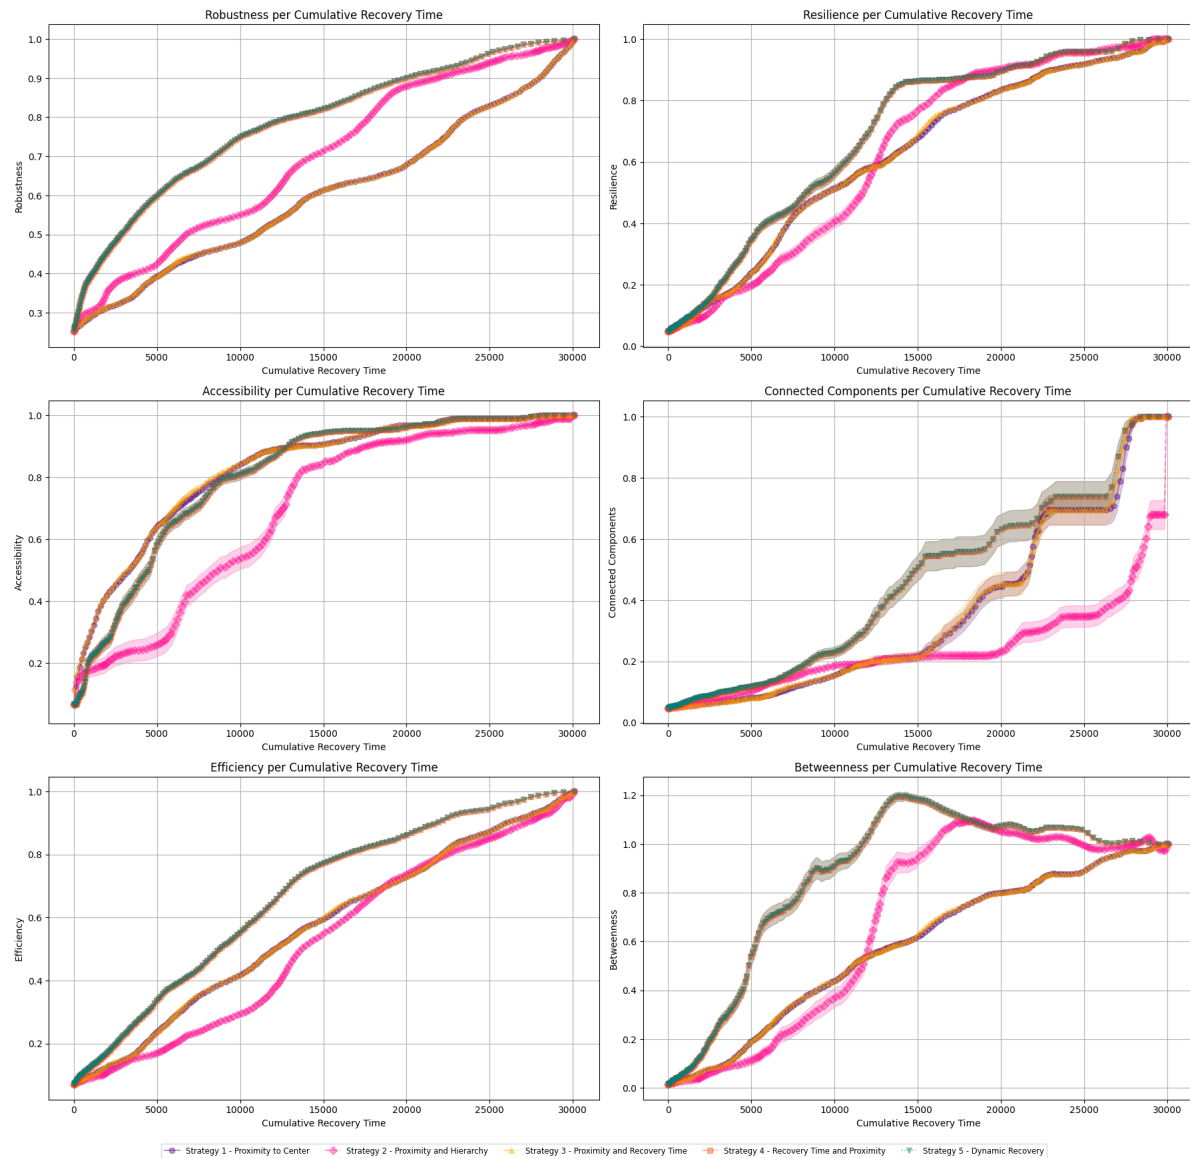 Robustness per Cumulative Recovery Time
Robustness
1.0
0.9
0.8
0.7
0.6
0.5
0.4
0.3
0 5000 10000 15000 20000 25000 30000
Cumulative Recovery Time
Resilience per Cumulative Recovery Time
Resilience
1.0
0.8
0.6
0.4
0.2
0.0
0 5000 10000 15000 20000 25000 30000
Cumulative Recovery Time
Accessibility per Cumulative Recovery Time
Accessibility
1.0
0.8
0.6
0.4
0.2
0 5000 10000 15000 20000 25000 30000
Cumulative Recovery Time
Connected Components per Cumulative Recovery Time
Connected Components
1.0
0.8
0.6
0.4
0.2
0.0
0 5000 10000 15000 20000 25000 30000
Cumulative Recovery Time
Efficiency per Cumulative Recovery Time
Efficiency
1.0
0.8
0.6
0.4
0.2
0 5000 10000 15000 20000 25000 30000
Cumulative Recovery Time
Betweenness per Cumulative Recovery Time
Betweenness
1.2
1.0
0.8
0.6
0.4
0.2
0.0
0 5000 10000 15000 20000 25000 30000
Cumulative Recovery Time
Strategy 1 - Proximity to Center Strategy 2 - Proximity and Hierarchy Strategy 3 - Proximity and Recovery Time Strategy 4 - Recovery Time and Proximity Strategy 5 - Dynamic Recovery